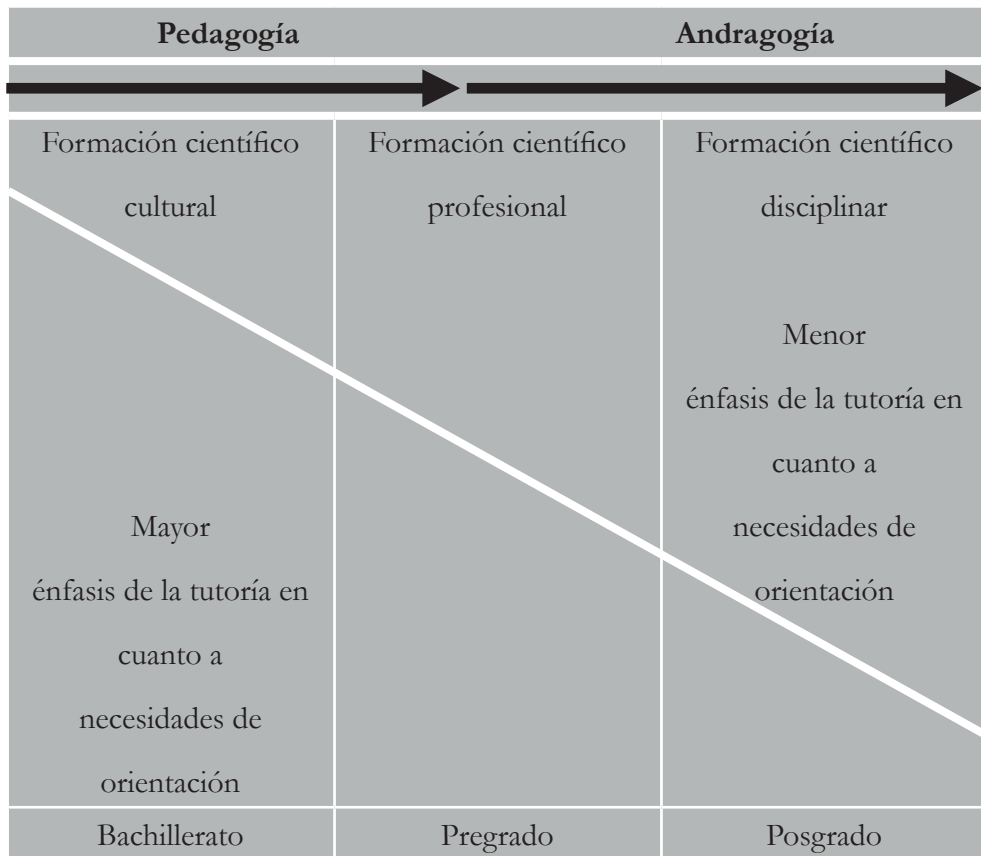 Pedagogía
Andragogía
Formación científico
cultural
Formación científico
profesional
Formación científico
disciplinar
Mayor
énfasis de la tutoría en
cuanto a
necesidades de
orientación
Menor
énfasis de la tutoría en
cuanto a
necesidades de
orientación
Bachillerato
Pregrado
Posgrado